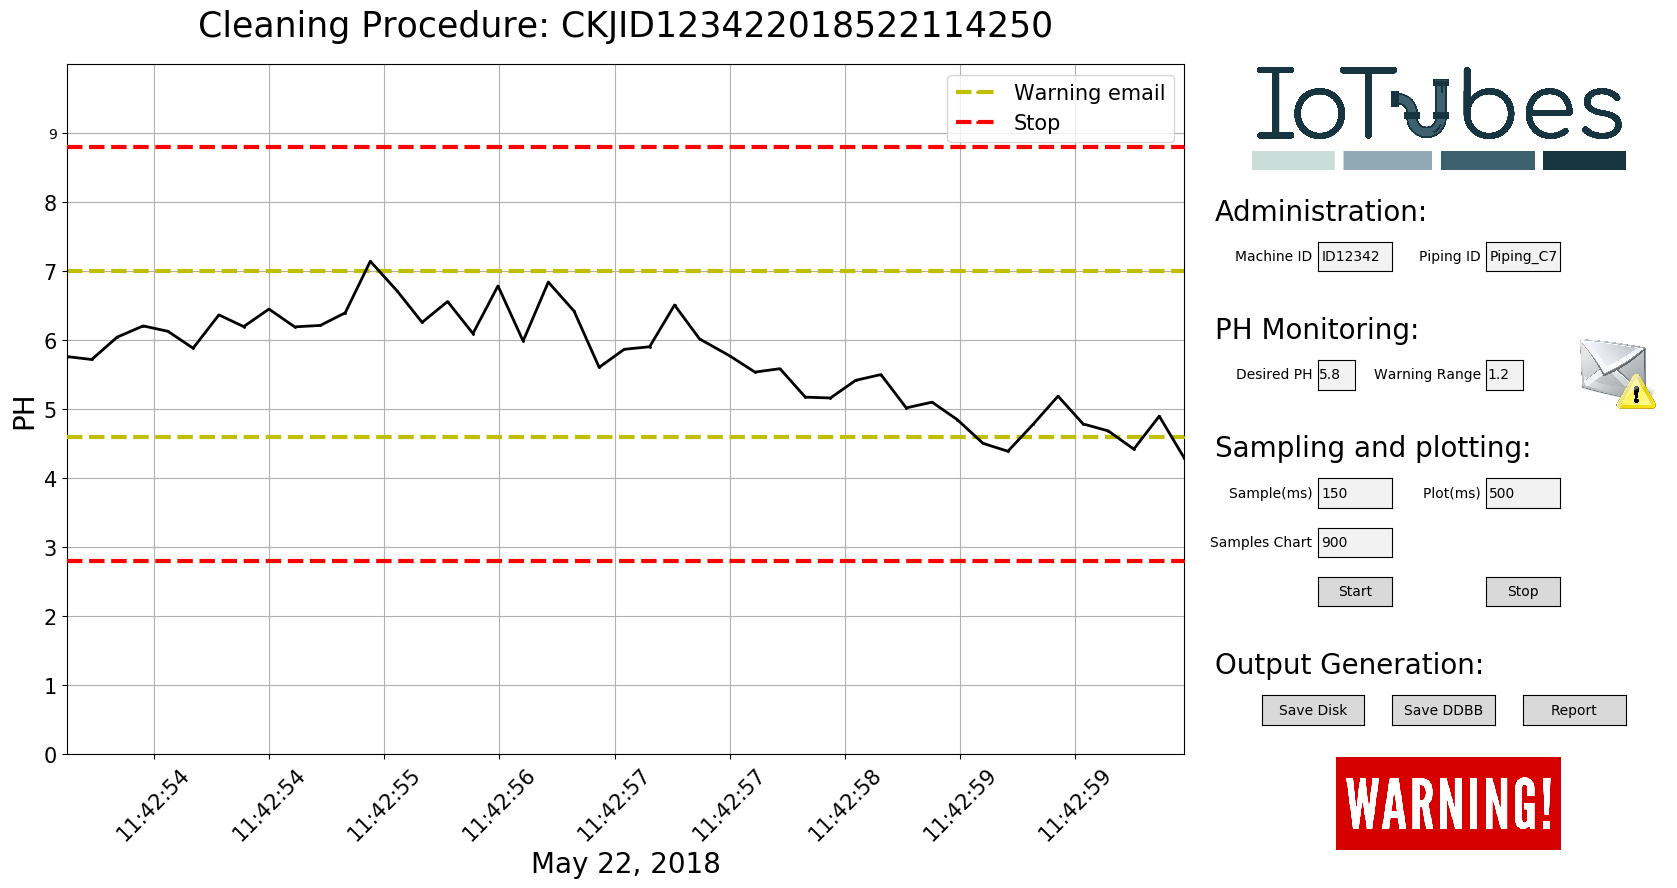 Cleaning Procedure: CKJID123422018522114250
Warning email
Stop
9
8
7
6
5
4
3
2
1
0
PH
11:42:54
11:42:54
11:42:55
11:42:56
11:42:57
11:42:57
11:42:58
11:42:59
11:42:59
May 22, 2018
IoTubes
Administration:
Machine ID ID12342 Piping ID Piping_C7
PH Monitoring:
Desired PH 5.8 Warning Range 1.2
Sampling and plotting:
Sample(ms) 150 Plot(ms) 500
Samples Chart 900
Start Stop
Output Generation:
Save Disk Save DDBB Report
WARNING!